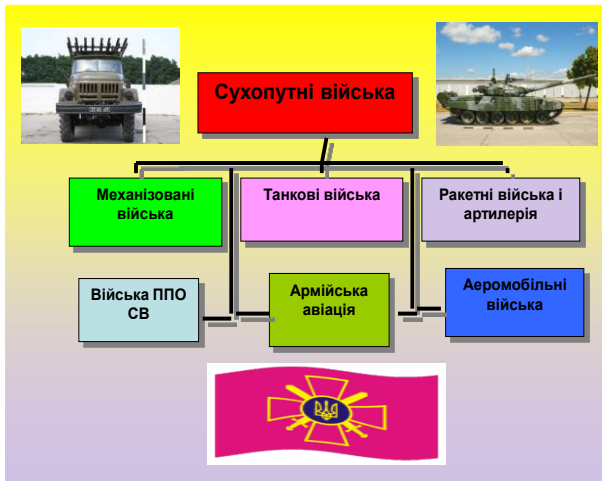 Сухопутні війська
Механізовані
війська
Танкові війська
Ракетні війська і
артилерія
Війська ППО
СВ
Армійська
авіація
Аеромобільні
війська